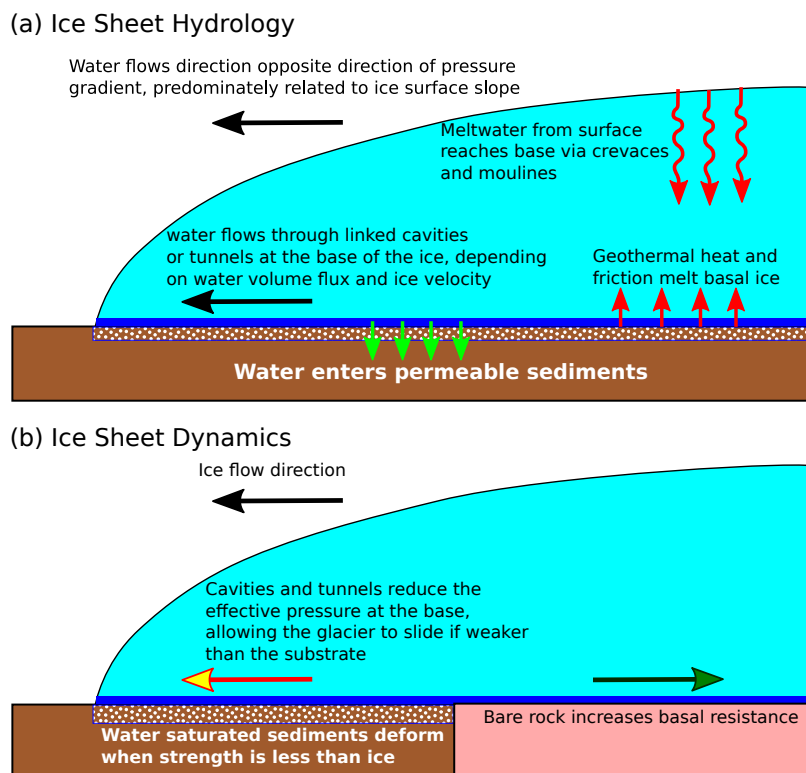 (a) Ice Sheet Hydrology
Water flows direction opposite direction of pressure
gradient, predominately related to ice surface slope
Meltwater from surface
reaches base via crevaces
and moulines
water flows through linked cavities
or tunnels at the base of the ice, depending
on water volume flux and ice velocity
Geothermal heat and
friction melt basal ice
Water enters permeable sediments
(b) Ice Sheet Dynamics
Ice flow direction
Cavities and tunnels reduce the
effective pressure at the base,
allowing the glacier to slide if weaker
than the substrate
Bare rock increases basal resistance
Water saturated sediments deform
when strength is less than ice